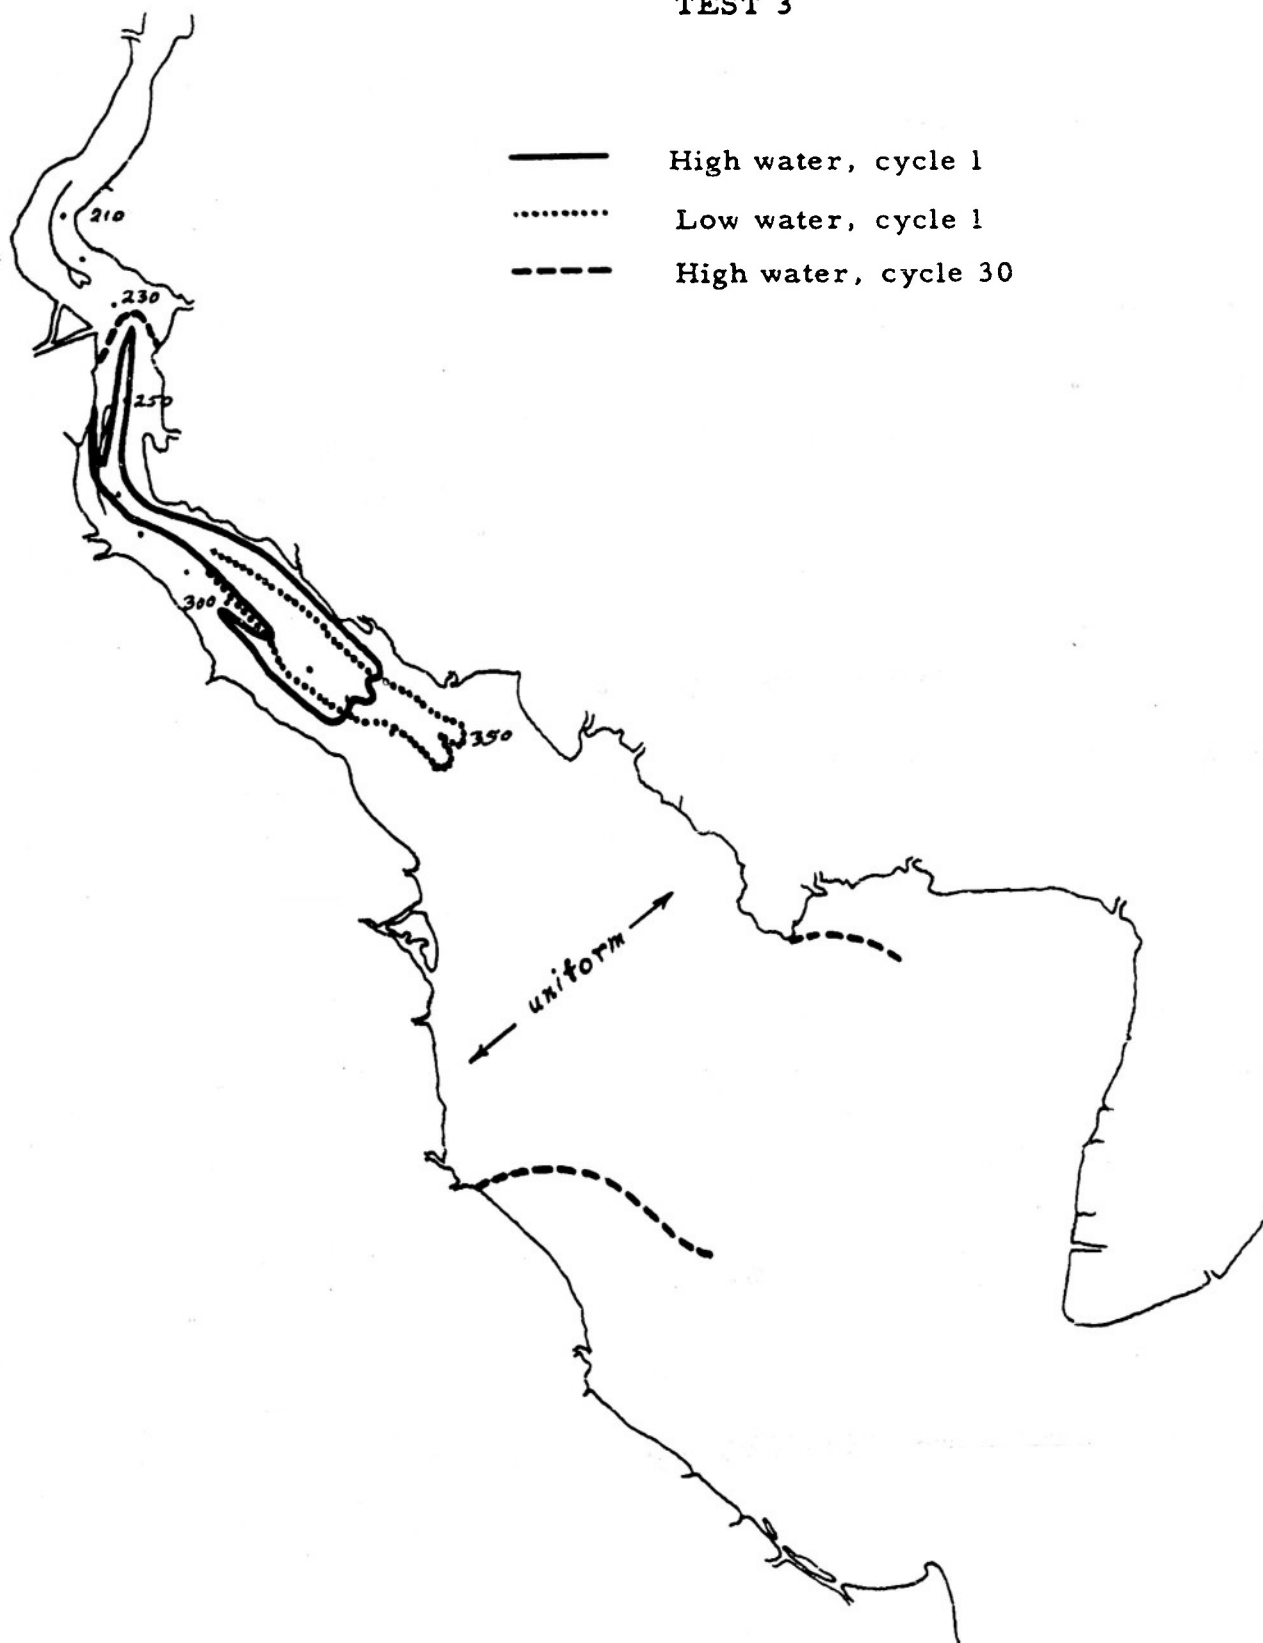 TEST 3
High water, cycle 1
Low water, cycle 1
High water, cycle 30
210
230
250
300
350
uniform